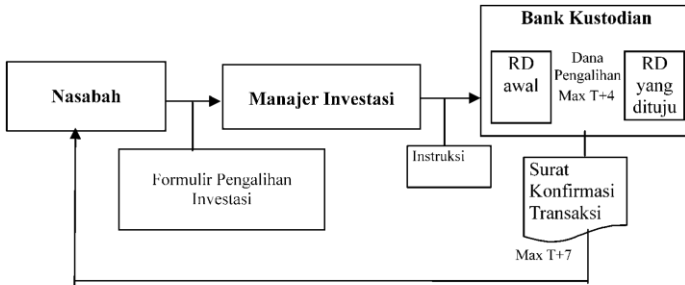 Bank Kustodian
Nasabah
Manajer Investasi
RD
awal
Dana
Pengalihan
Max T+4
RD
yang
dituju
Formulir Pengalihan
Investasi
Instruksi
Surat
Konfirmasi
Transaksi
Max T+7